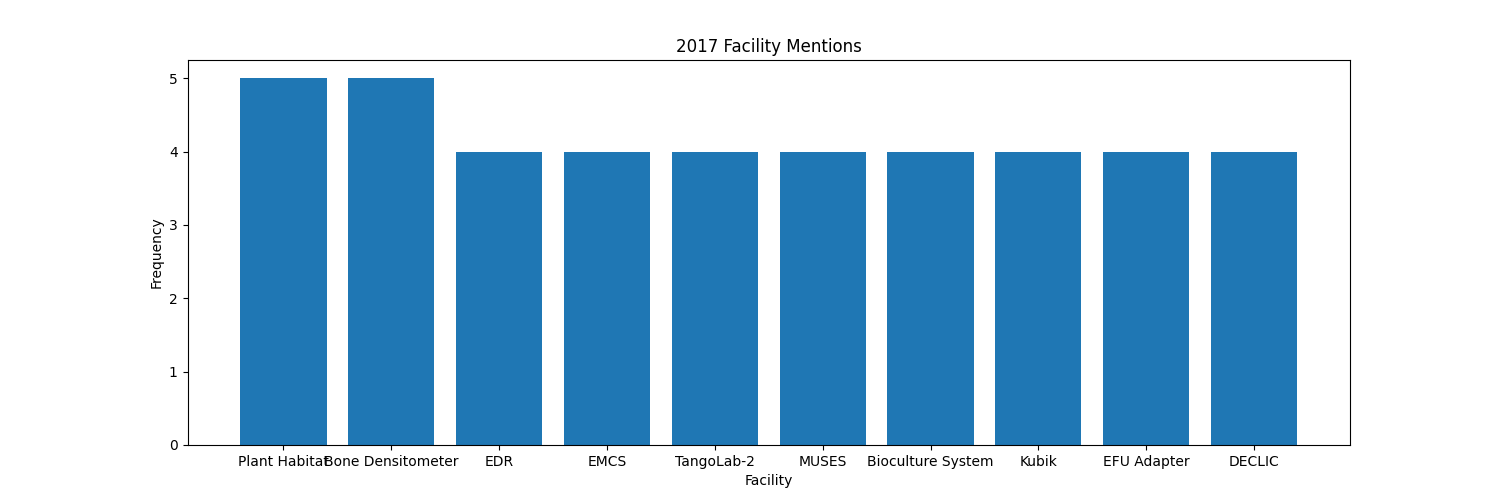 2017 Facility Mentions
Frequency
5
4
3
2
1
0
Plant Habitat Bone Densitometer EDR EMCS TangoLab-2 MUSES Bioculture System Kubik EFU Adapter DECLIC
Facility